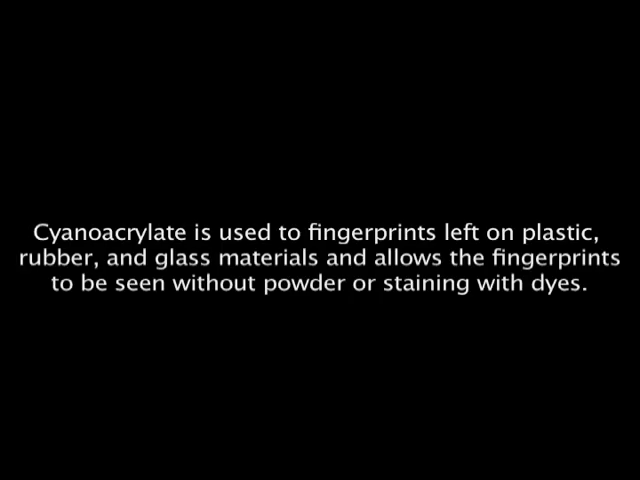 Cyanoacrylate is used to fingerprints left on plastic,
rubber, and glass materials and allows the fingerprints
to be seen without powder or staining with dyes.